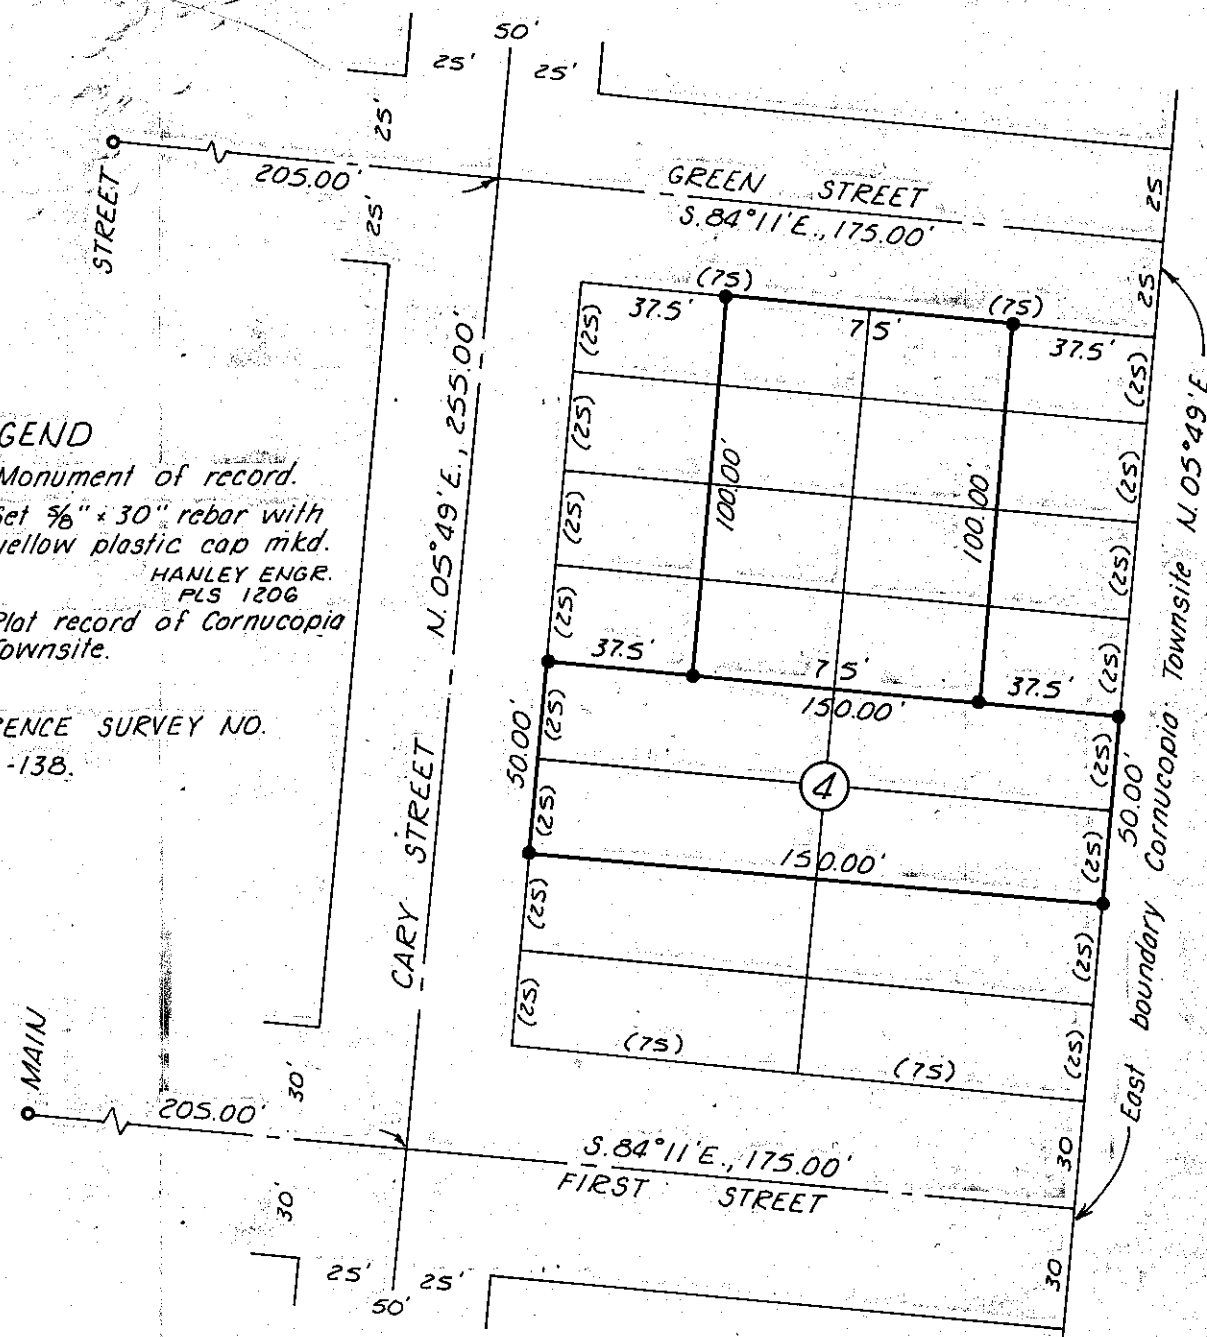 50'
25'
25'
25'
205.00'
25'
STREET
GREEN STREET
S.84°11'E., 175.00'
25
25
(75)
(75)
37.5'
75'
37.5'
(25)
(25)
(25)
(25)
(25)
(25)
(25)
(25)
100.00'
100.00'
N.05°49'E., 255.00'
CARY STREET
GEND
Monument of record.
Set 5/8" x 30" rebar with
yellow plastic cap mkd.
HANLEY ENGR.
PLS 1206
Plat record of Cornucopia
Townsite.
RENCE SURVEY NO.
-138.
37.5'
75'
37.5'
150.00'
50.00'
(25)
(25)
(25)
(25)
50.00'
4
150.00'
(25)
(25)
(25)
(25)
(75)
(75)
East boundary Cornucopia Townsite N.05°49'E.
MAIN
205.00'
30'
30'
S.84°11'E., 175.00'
FIRST STREET
30
30
25'
25'
50'